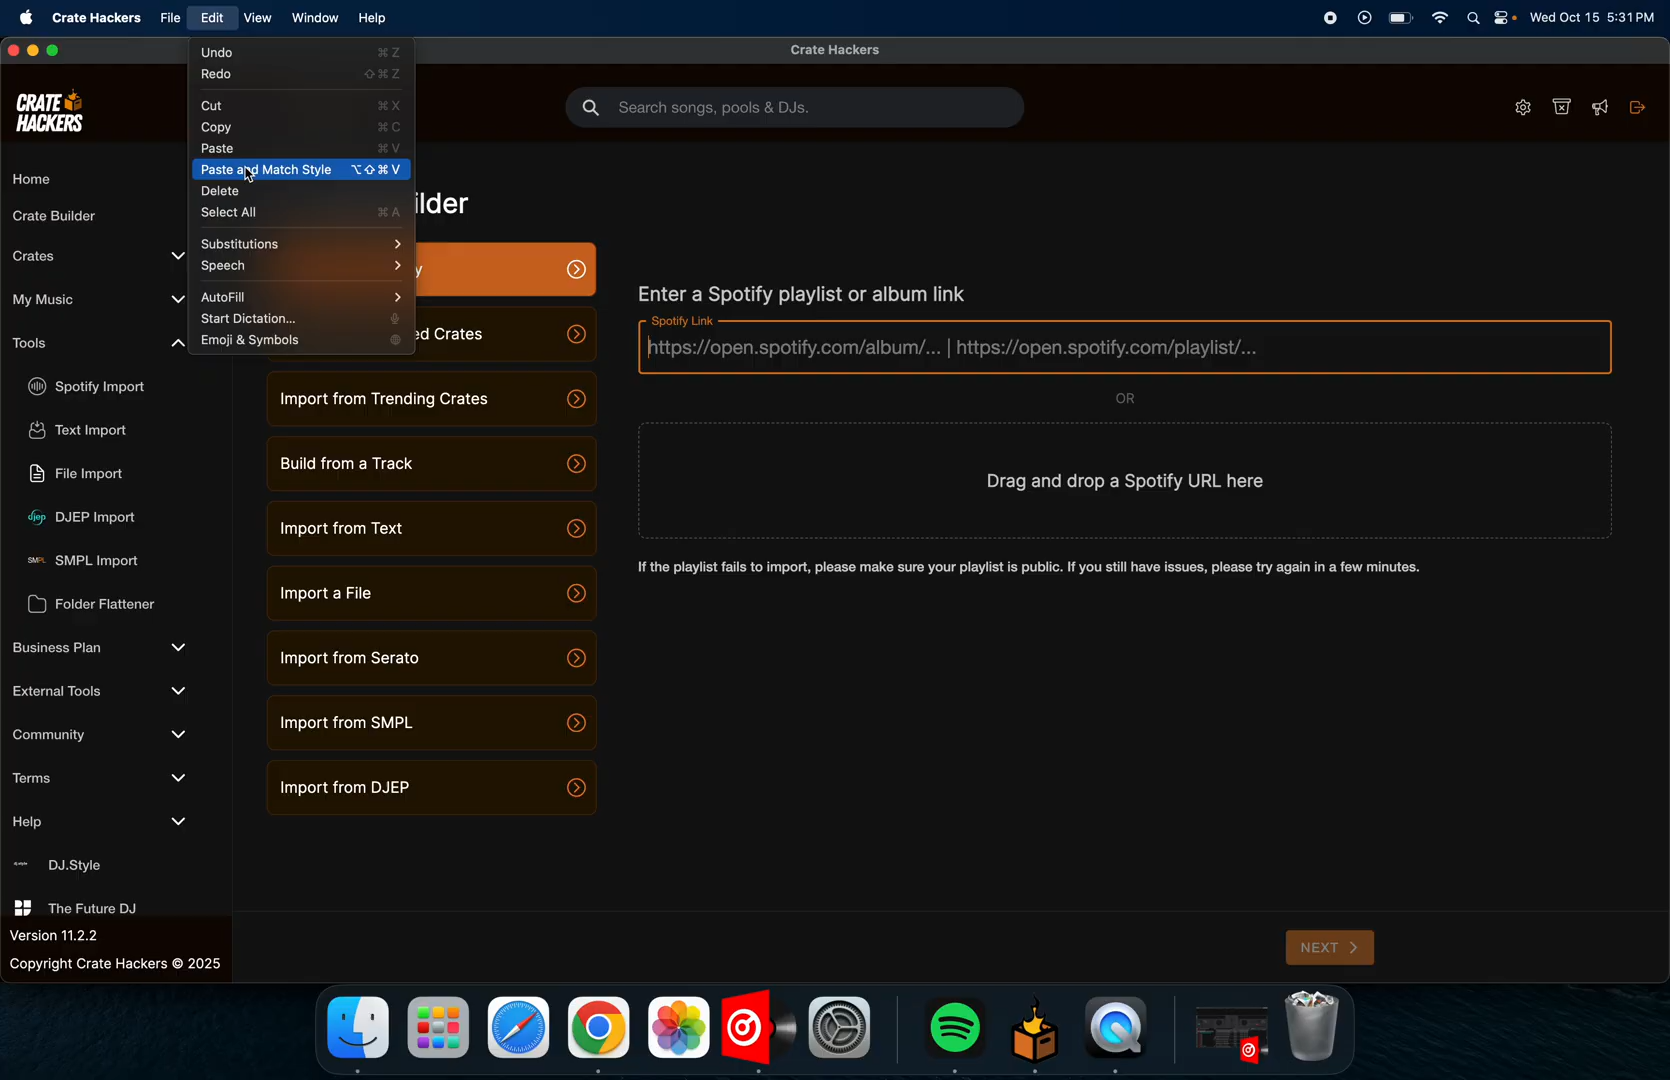 Crate Hackers File Edit View Window Help Wed Oct 15 5:31 PM
Crate Hackers
Undo ⌘ Z
Redo ⇧ ⌘ Z
Cut ⌘ X
Copy ⌘ C
Paste ⌘ V
Paste and Match Style ⌥ ⇧ ⌘ V
Delete
Select All ⌘ A
Substitutions
Speech
AutoFill
Start Dictation...
Emoji & Symbols
CRATE
HACKERS
Search songs, pools & DJs.
Home
Crate Builder
Crates
My Music
Tools
Spotify Import
Text Import
File Import
djep DJEP Import
SMPL SMPL Import
Folder Flattener
Business Plan
External Tools
Community
Terms
Help
DJ.Style
The Future DJ
Version 11.2.2
Copyright Crate Hackers © 2025
ilder
y
ed Crates
Import from Trending Crates
Build from a Track
Import from Text
Import a File
Import from Serato
Import from SMPL
Import from DJEP
Enter a Spotify playlist or album link
Spotify Link
https://open.spotify.com/album/... | https://open.spotify.com/playlist/...
OR
Drag and drop a Spotify URL here
If the playlist fails to import, please make sure your playlist is public. If you still have issues, please try again in a few minutes.
NEXT